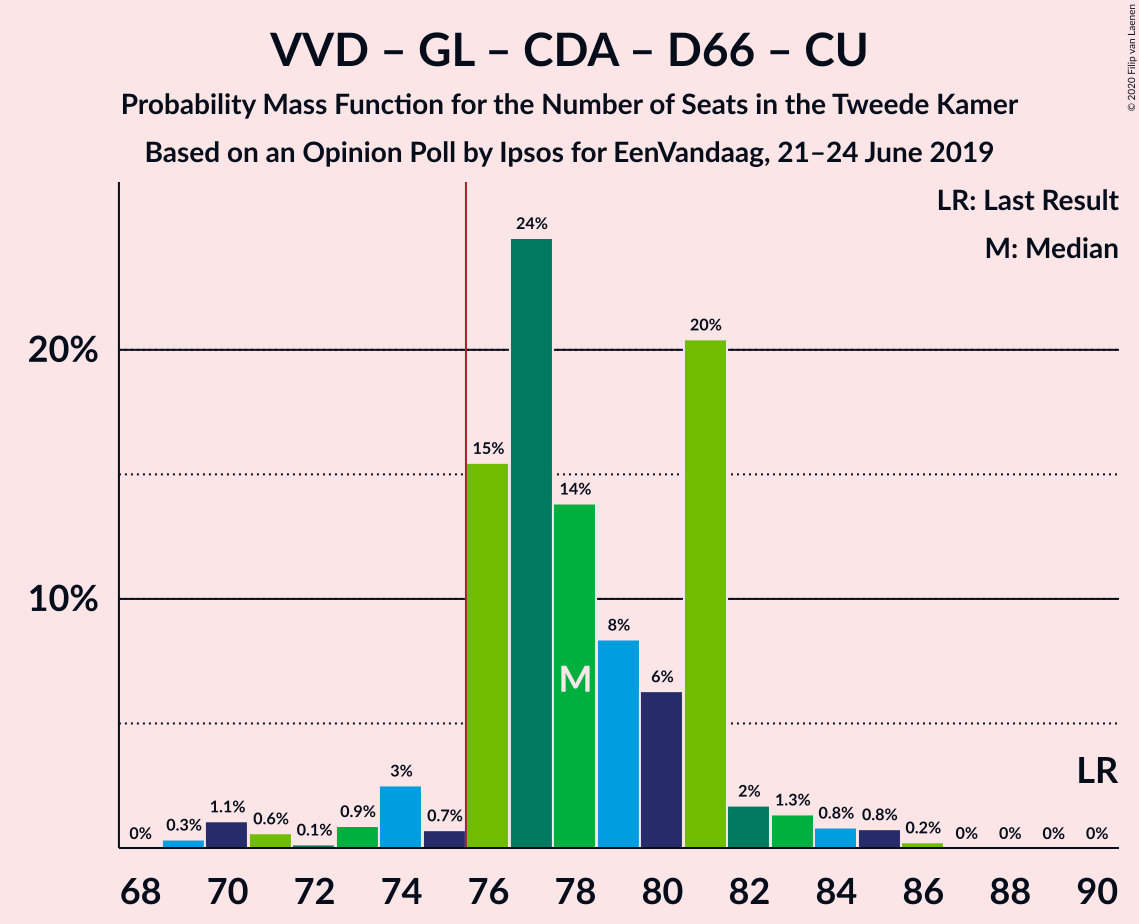 VVD – GL – CDA – D66 – CU
Probability Mass Function for the Number of Seats in the Tweede Kamer
Based on an Opinion Poll by Ipsos for EenVandaag, 21–24 June 2019
© 2020 Filip van Laenen
LR: Last Result
M: Median
20%
10%
0% 0.3% 1.1% 0.6% 0.1% 0.9% 3% 0.7% 15% 24% 14% 8% 6% 20% 2% 1.3% 0.8% 0.8% 0.2% 0% 0% 0% 0%
M
LR
68 70 72 74 76 78 80 82 84 86 88 90